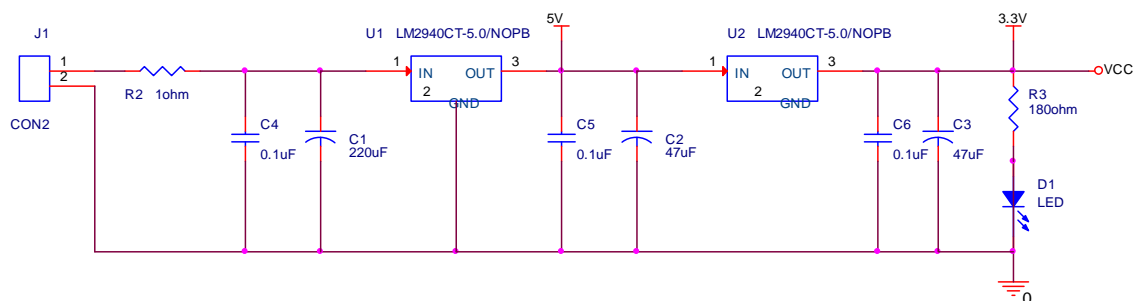 J1
1
2
CON2
R2 1ohm
C4
0.1uF
C1
220uF
U1 LM2940CT-5.0/NOPB
1
IN
OUT
3
2
GND
5V
C5
0.1uF
C2
47uF
U2 LM2940CT-5.0/NOPB
1
IN
OUT
3
2
GND
C6
0.1uF
C3
47uF
3.3V
VCC
R3
180ohm
D1
LED
0